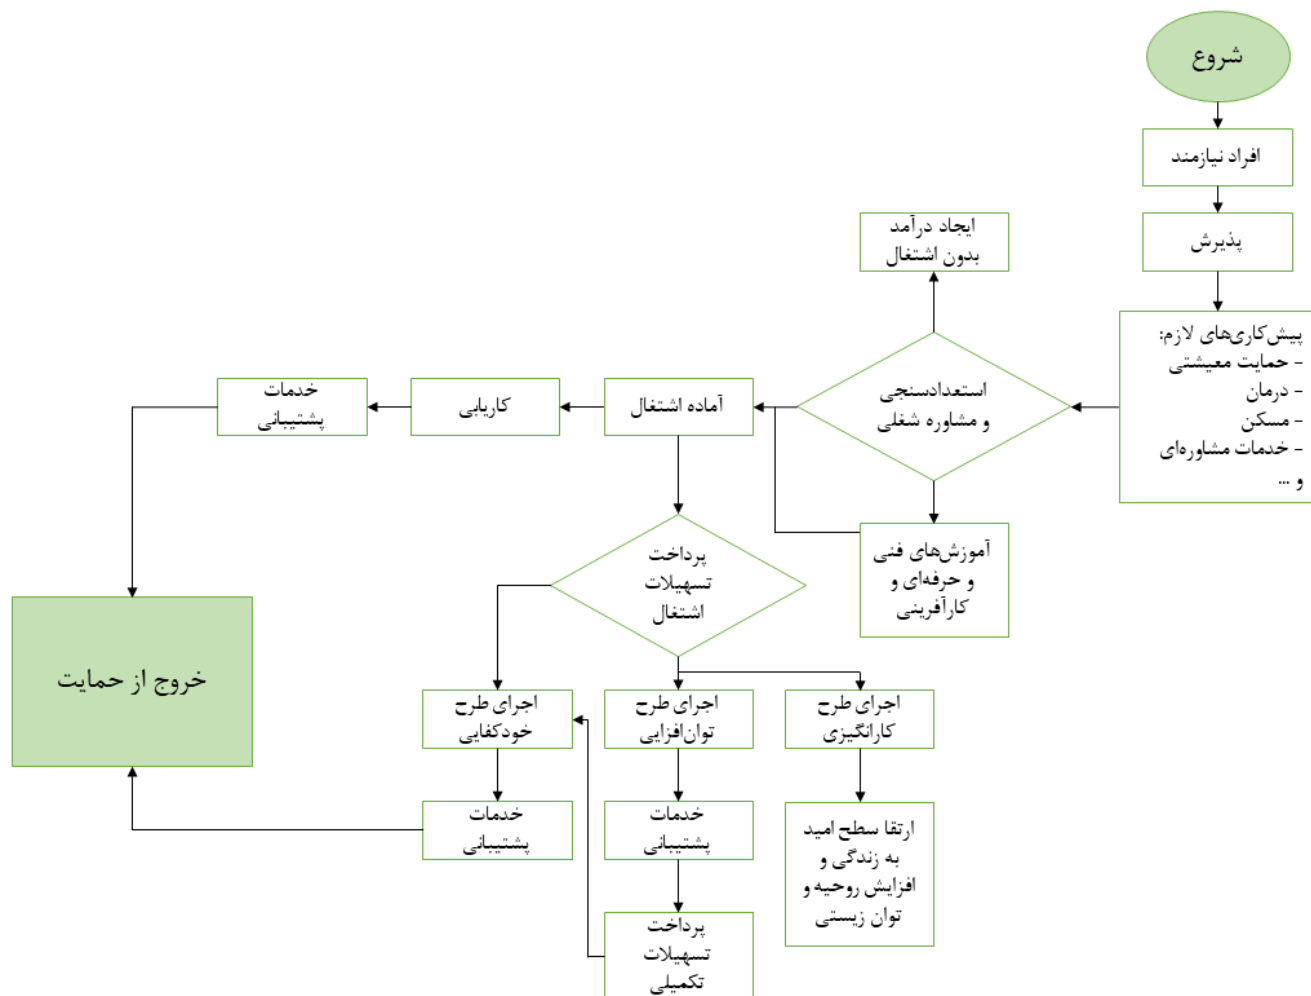 شروع
افراد نیازمند
پذیرش
پیش‌کاری‌های لازم:
- حمایت معیشتی
- درمان
- مسکن
- خدمات مشاوره‌ای
و ...
ایجاد درآمد
بدون اشتغال
استعدادسنجی
و مشاوره شغلی
آموزش‌های فنی
و حرفه‌ای و
کارآفرینی
آماده اشتغال
کاریابی
خدمات
پشتیبانی
پرداخت
تسهیلات
اشتغال
اجرای طرح
کارانگیزی
ارتقا سطح امید
به زندگی و
افزایش روحیه و
توان زیستی
اجرای طرح
توان‌افزایی
خدمات
پشتیبانی
پرداخت
تسهیلات
تکمیلی
اجرای طرح
خودکفایی
خدمات
پشتیبانی
خروج از حمایت